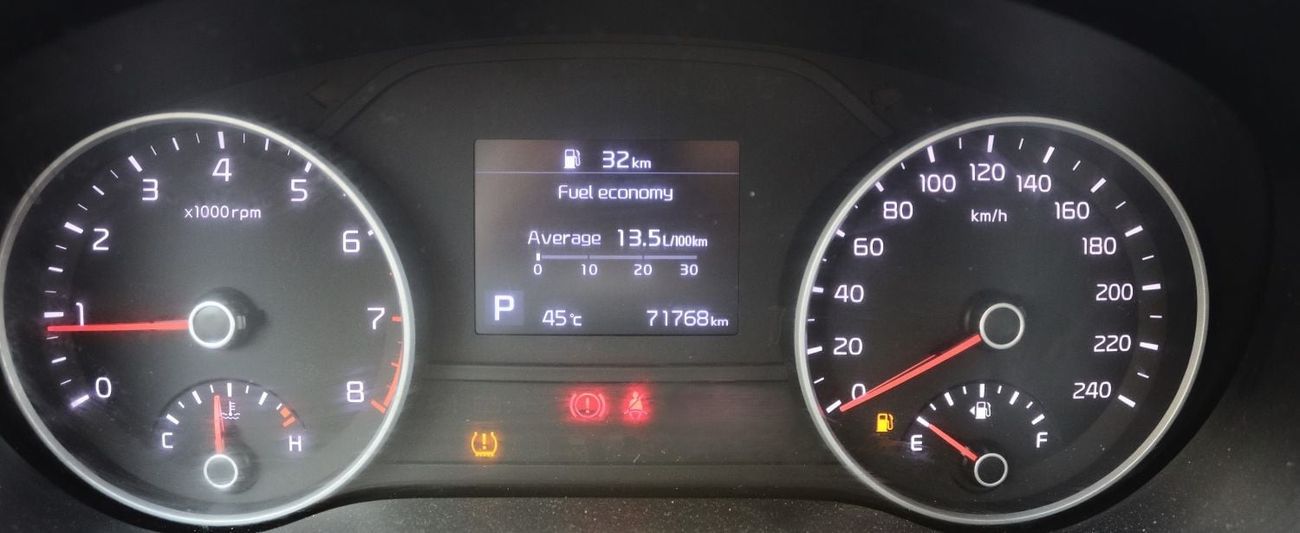 0
1
2
3
4
5
6
7
8
x1000rpm
C
H
32km
Fuel economy
Average 13.5L/100km
0 10 20 30
P
45°C 71768km
0
20
40
60
80
100
120
140
160
180
200
220
240
km/h
E
F